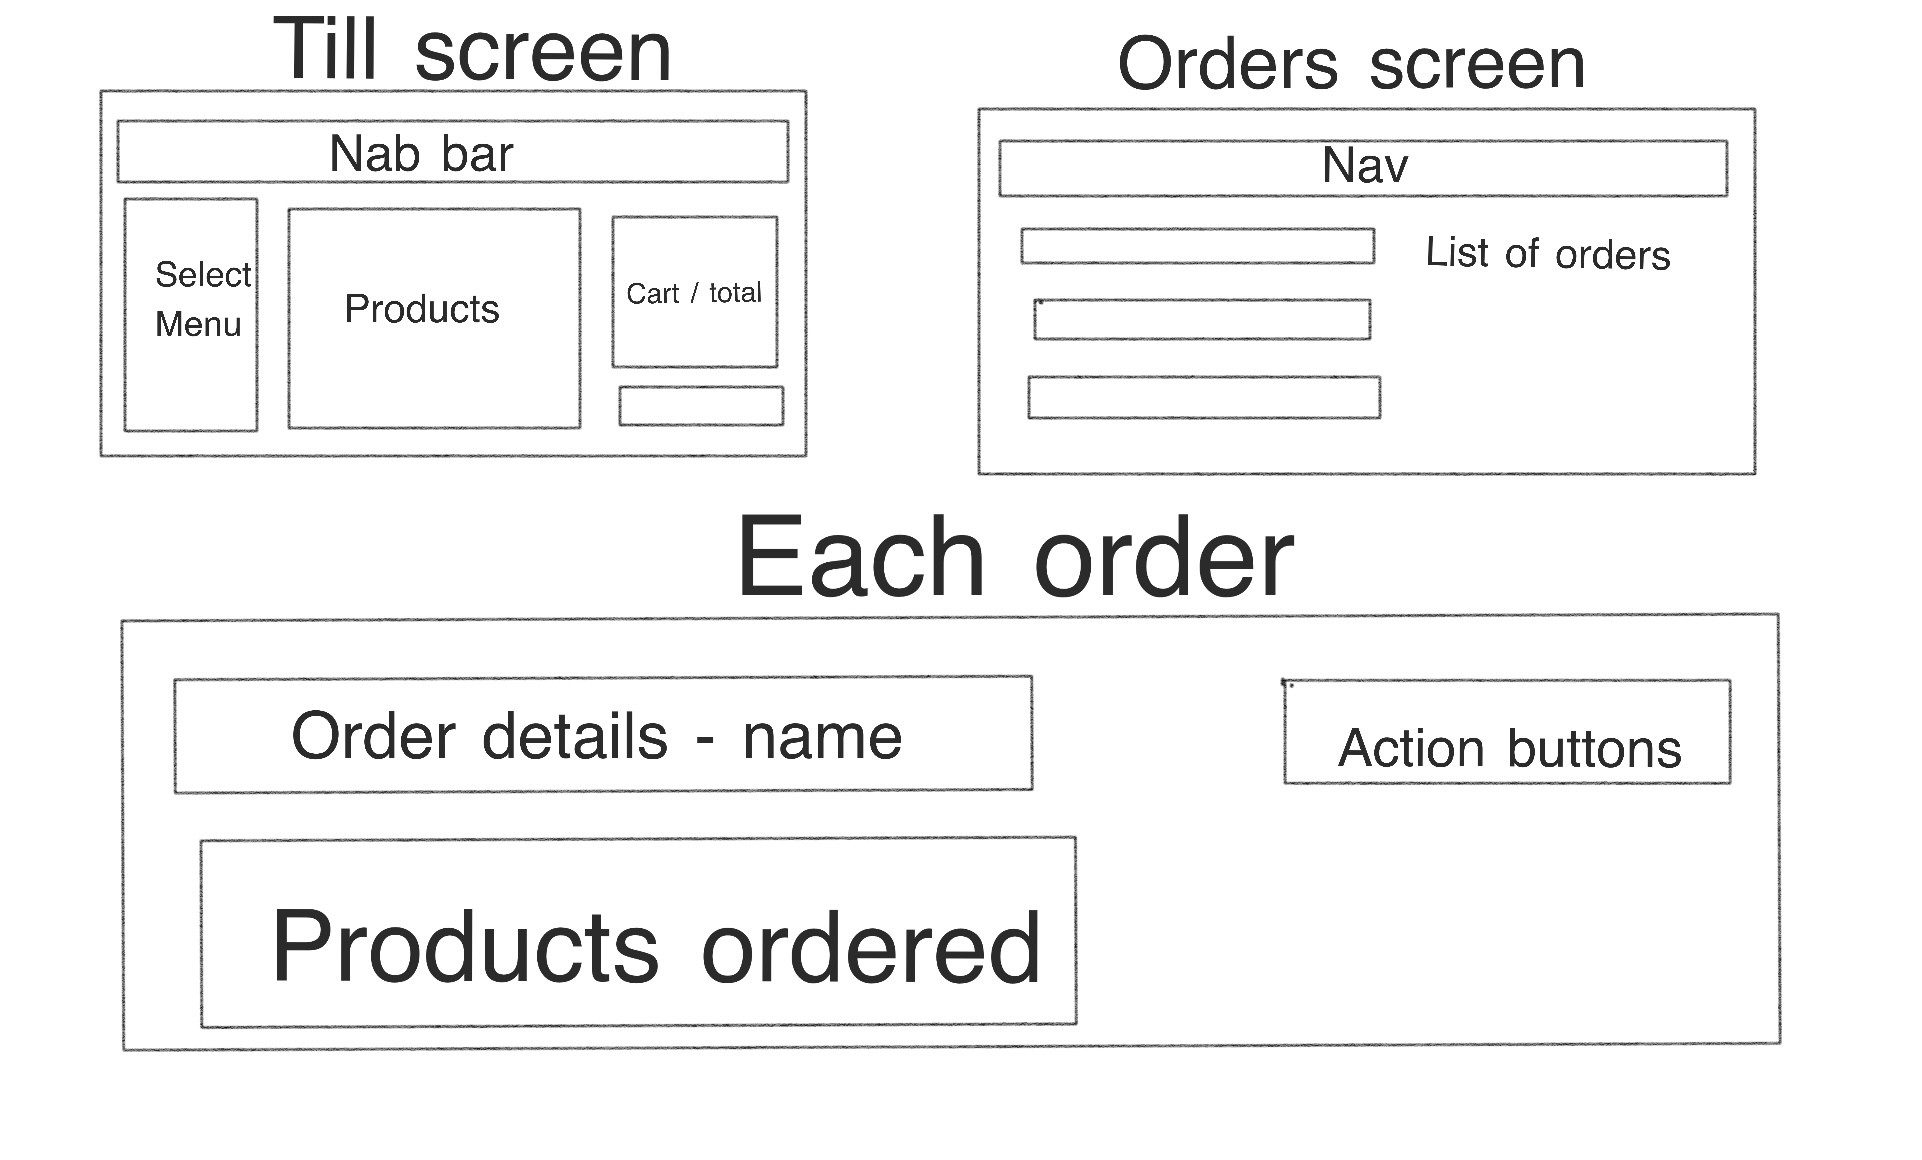 Till screen
Nab bar
Select
Menu
Products
Cart / total
Orders screen
Nav
List of orders
Each order
Order details - name
Action buttons
Products ordered